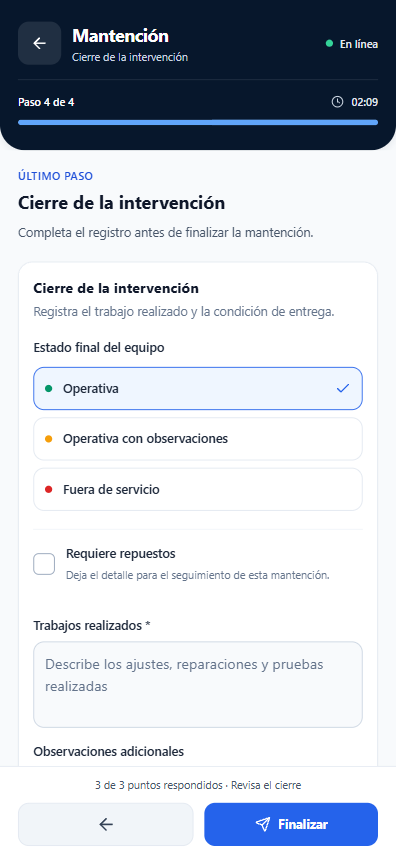 Mantención
Cierre de la intervención
En línea
Paso 4 de 4
02:09
ÚLTIMO PASO
Cierre de la intervención
Completa el registro antes de finalizar la mantención.
Cierre de la intervención
Registra el trabajo realizado y la condición de entrega.
Estado final del equipo
Operativa
Operativa con observaciones
Fuera de servicio
Requiere repuestos
Deja el detalle para el seguimiento de esta mantención.
Trabajos realizados *
Describe los ajustes, reparaciones y pruebas
realizadas
Observaciones adicionales
3 de 3 puntos respondidos · Revisa el cierre
Finalizar